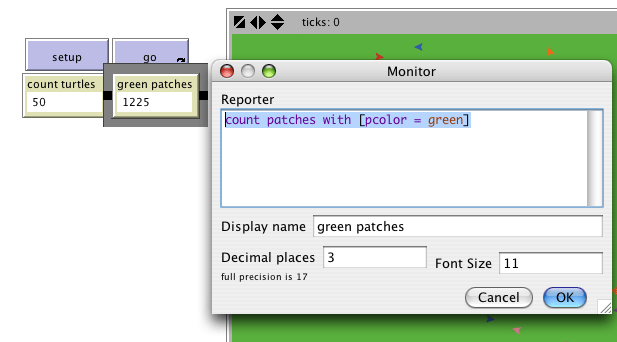 ticks: 0
setup
go
count turtles
50
green patches
1225
Monitor
Reporter
count patches with [pcolor = green]
Display name
green patches
Decimal places
3
Font Size
11
full precision is 17
Cancel
OK